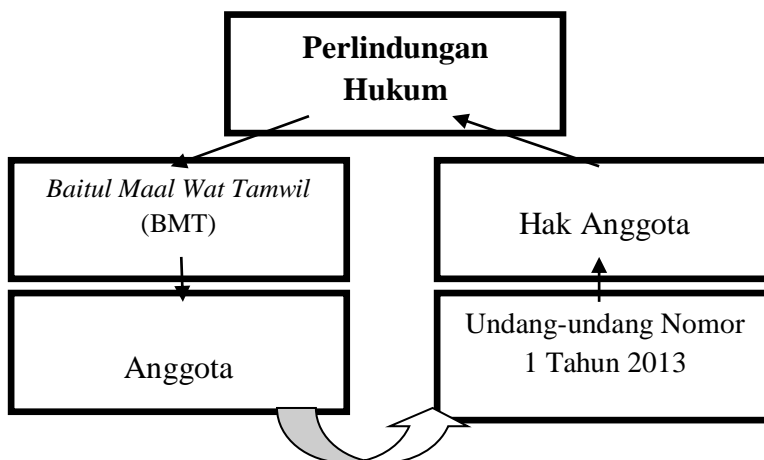 Perlindungan
Hukum
Baitul Maal Wat Tamwil
(BMT)
Hak Anggota
Anggota
Undang-undang Nomor
1 Tahun 2013